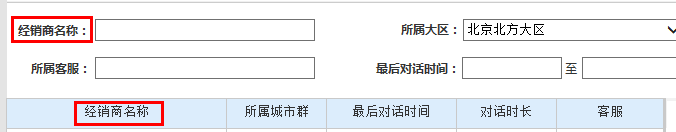 经销商名称： 所属大区： 北京北方大区
所属客服： 最后对话时间： 至
经销商名称 所属城市群 最后对话时间 对话时长 客服